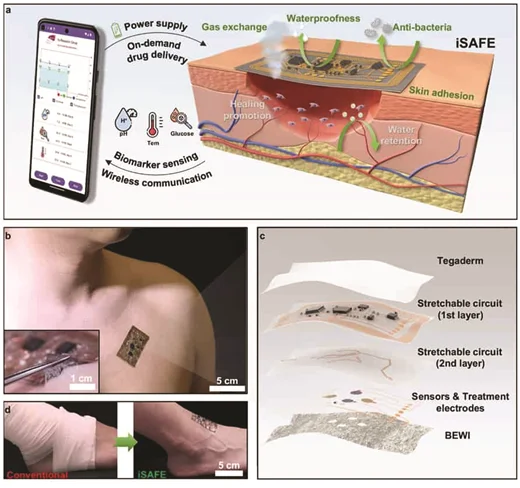 a
Power supply
On-demand
drug delivery
Gas exchange
Waterproofness
Anti-bacteria
iSAFE
Skin adhesion
Healing
promotion
Water
retention
H+
pH
Tem
Glucose
Biomarker sensing
Wireless communication
b
1 cm
5 cm
c
Tegaderm
Stretchable circuit
(1st layer)
Stretchable circuit
(2nd layer)
Sensors & Treatment
electrodes
BEWI
d
Conventional
iSAFE
5 cm